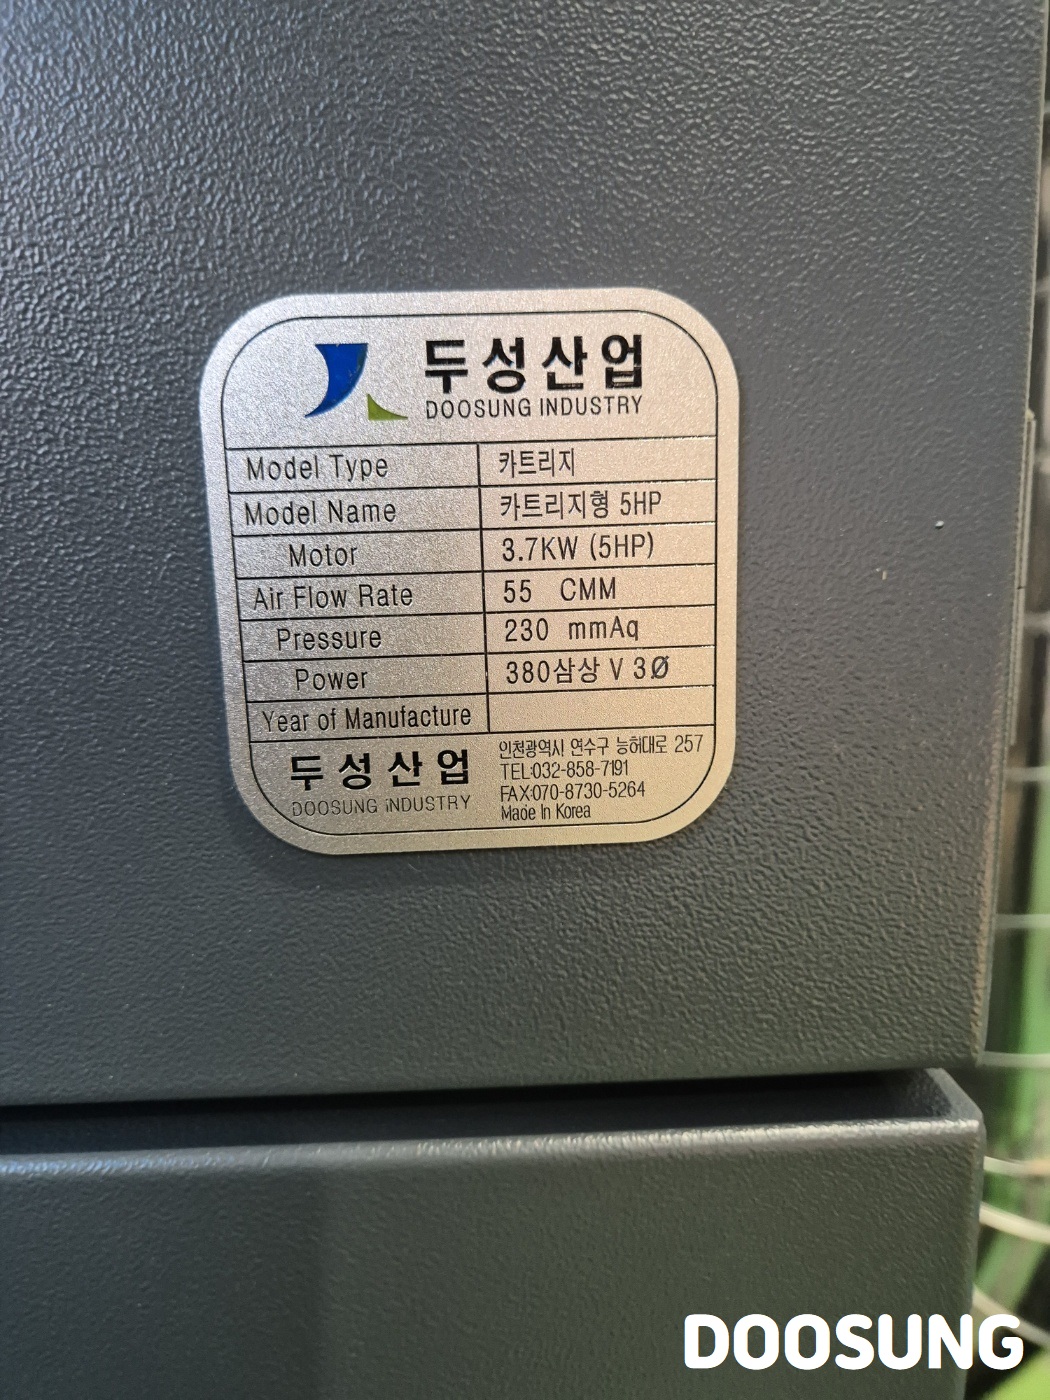 두성산업
DOOSUNG INDUSTRY
Model Type 카트리지
Model Name 카트리지형 5HP
Motor 3.7KW (5HP)
Air Flow Rate 55 CMM
Pressure 230 mmAq
Power 380삼상 V 3Ø
Year of Manufacture
두성산업
DOOSUNG INDUSTRY
인천광역시 연수구 능허대로 257
TEL:032-858-7191
FAX:070-8730-5264
Made In Korea
DOOSUNG